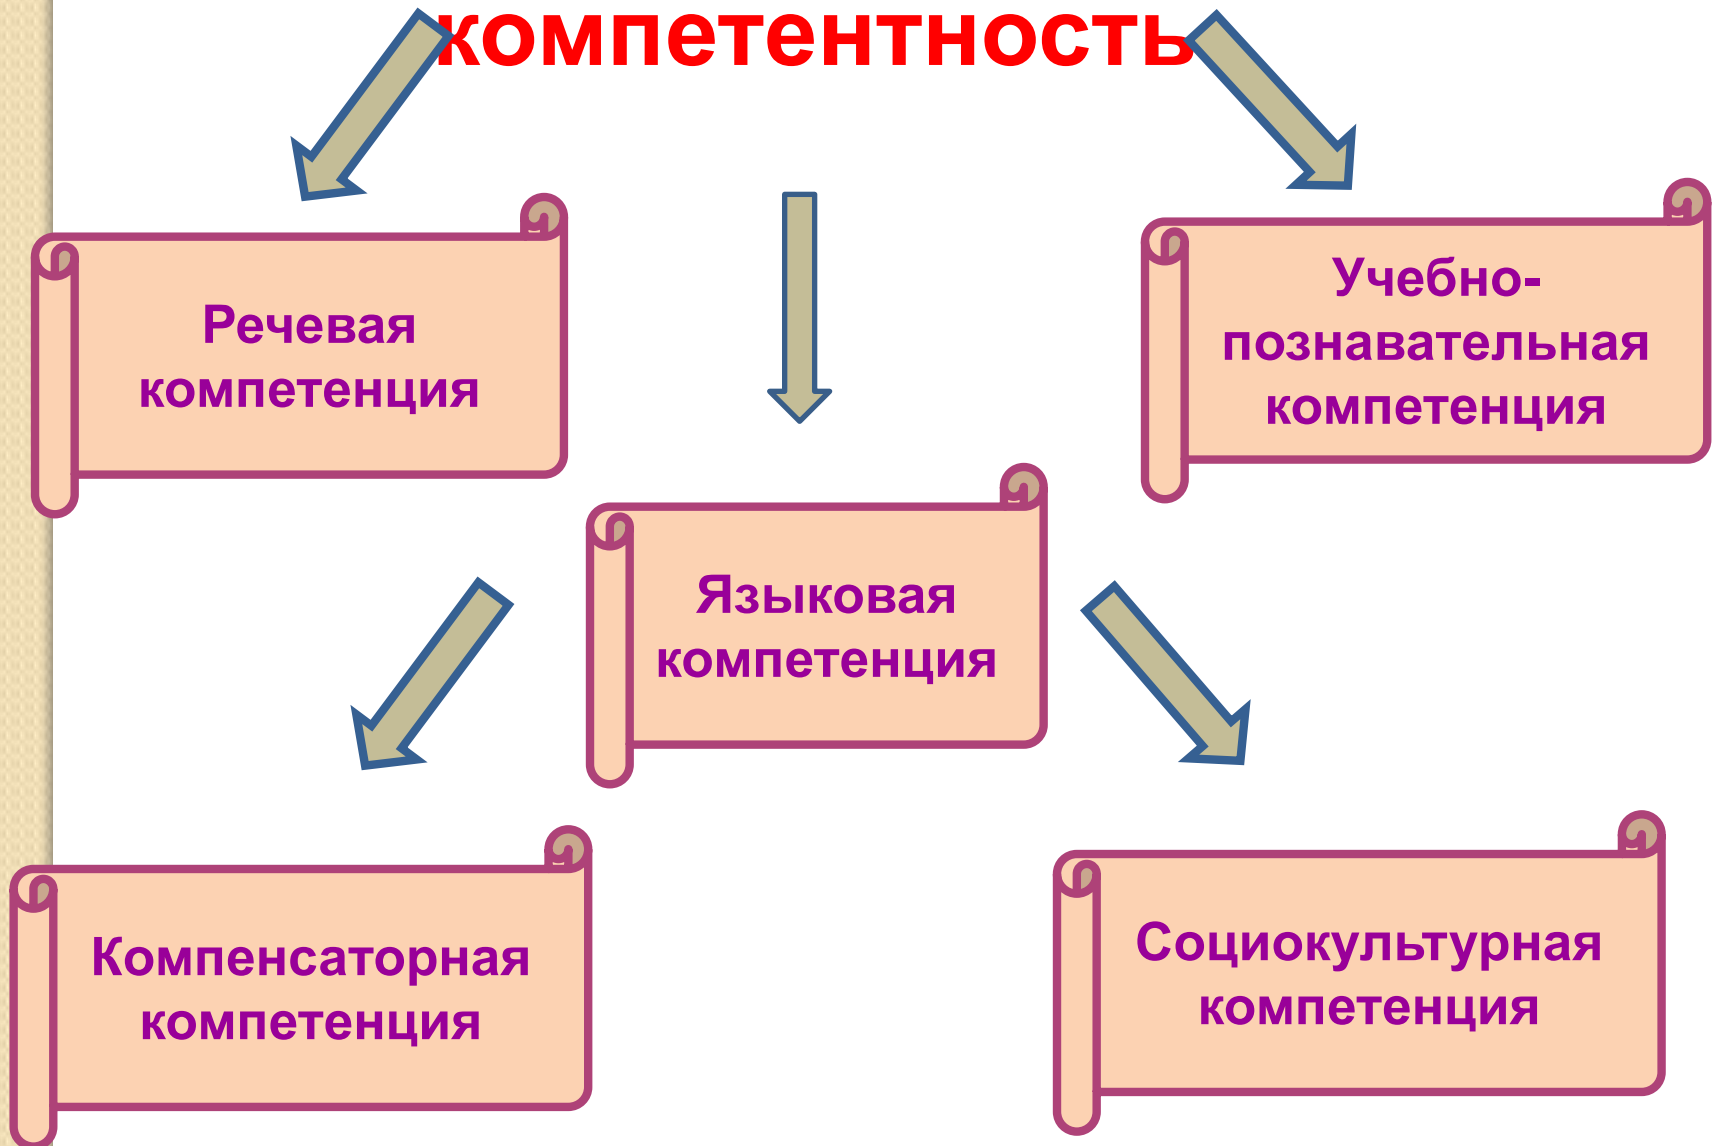 компетентность
Речевая
компетенция
Учебно-
познавательная
компетенция
Языковая
компетенция
Компенсаторная
компетенция
Социокультурная
компетенция